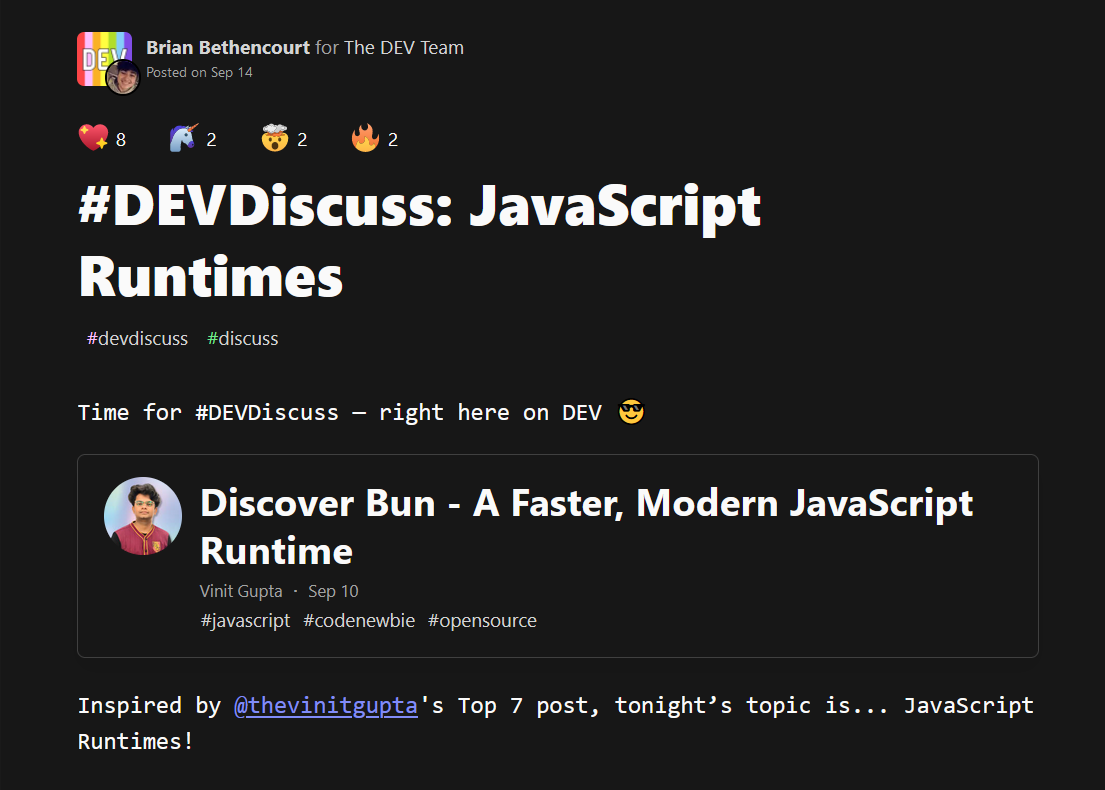 DEV
Brian Bethencourt for The DEV Team
Posted on Sep 14
8 2 2 2
#DEVDiscuss: JavaScript
Runtimes
#devdiscuss #discuss
Time for #DEVDiscuss — right here on DEV 😎
Discover Bun - A Faster, Modern JavaScript
Runtime
Vinit Gupta · Sep 10
#javascript #codenewbie #opensource
Inspired by @thevinitgupta's Top 7 post, tonight’s topic is... JavaScript
Runtimes!